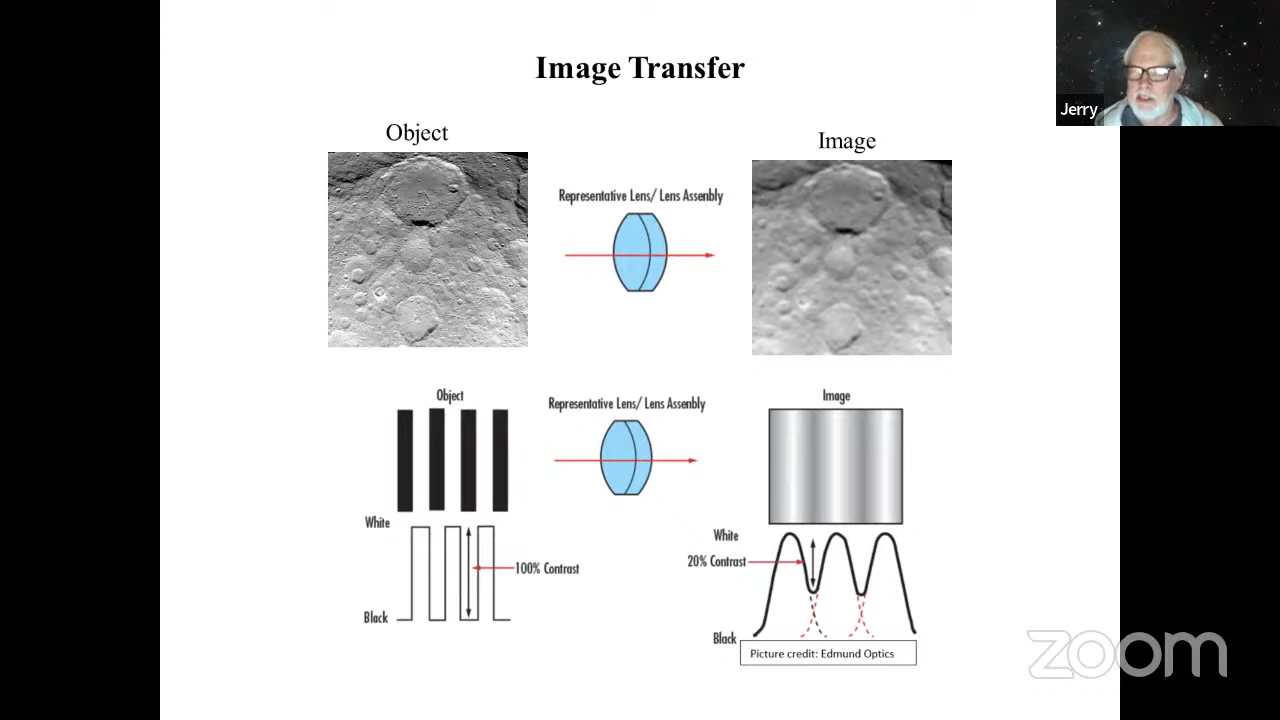 Image Transfer
Jerry
Object
Image
Representative Lens/ Lens Assembly
Object
Representative Lens/ Lens Assembly
Image
White
100% Contrast
Black
White
20% Contrast
Black
Picture credit: Edmund Optics
zoom